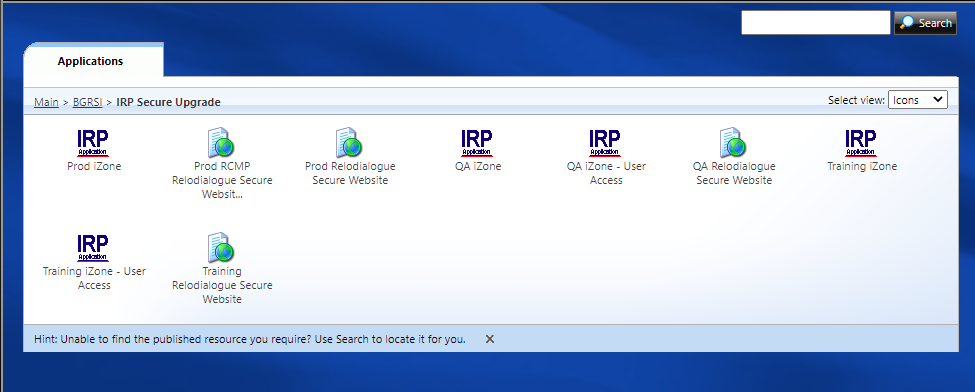 Search
Applications
Main > BGRSI > IRP Secure Upgrade
Select view: Icons
IRP
Application
Prod iZone
Prod RCMP
Relodialogue Secure
Websit...
Prod Relodialogue
Secure Website
IRP
Application
QA iZone
IRP
Application
QA iZone - User
Access
QA Relodialogue
Secure Website
IRP
Application
Training iZone
IRP
Application
Training iZone - User
Access
Training
Relodialogue Secure
Website
Hint: Unable to find the published resource you require? Use Search to locate it for you.